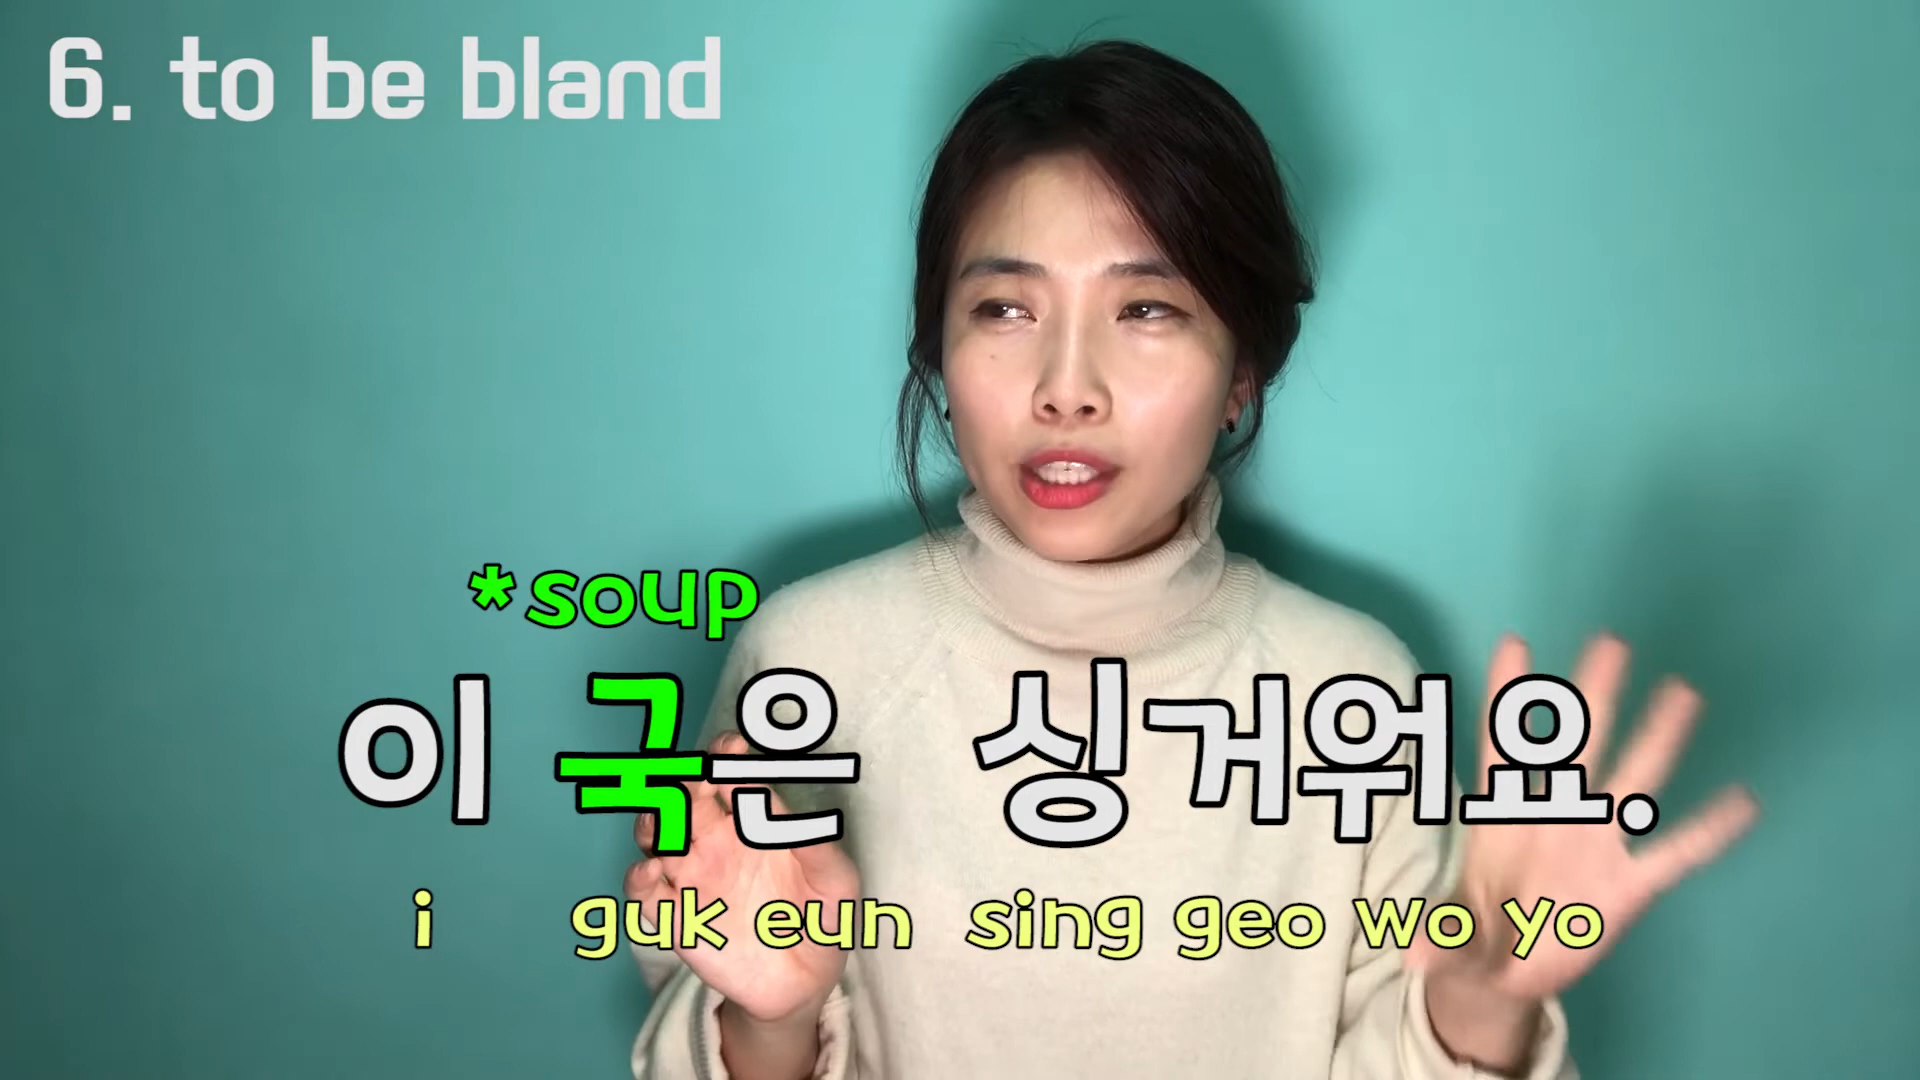 6. to be bland
*soup
이 국은 싱거워요.
i guk eun sing geo wo yo